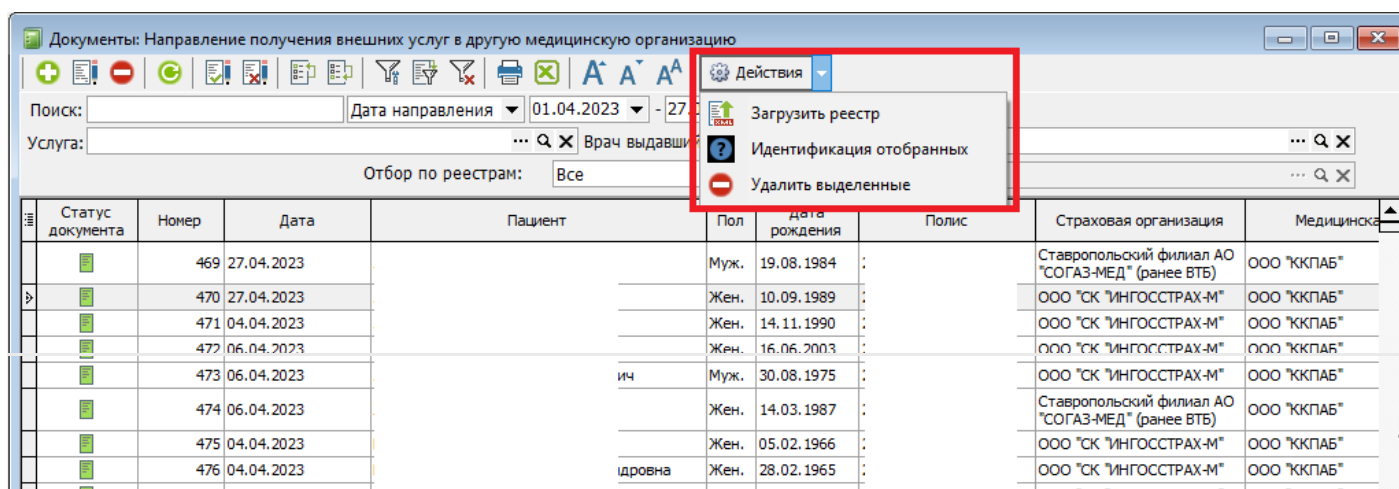 Документы: Направление получения внешних услуг в другую медицинскую организацию
Действия
Поиск: Дата направления 01.04.2023 - 27.0
Загрузить реестр
Услуга: Врач выдавший
Идентификация отобранных
Отбор по реестрам: Все
Удалить выделенные
Статус документа Номер Дата Пациент Пол Дата рождения Полис Страховая организация Медицинска
469 27.04.2023 Муж. 19.08.1984 Ставропольский филиал АО "СОГАЗ-МЕД" (ранее ВТБ) ООО "ККПАБ"
470 27.04.2023 Жен. 10.09.1989 ООО "СК "ИНГОССТРАХ-М" ООО "ККПАБ"
471 04.04.2023 Жен. 14.11.1990 ООО "СК "ИНГОССТРАХ-М" ООО "ККПАБ"
472 06.04.2023 Жен. 16.06.2003 ООО "СК "ИНГОССТРАХ-М" ООО "ККПАБ"
473 06.04.2023 ич Муж. 30.08.1975 ООО "СК "ИНГОССТРАХ-М" ООО "ККПАБ"
474 06.04.2023 Жен. 14.03.1987 Ставропольский филиал АО "СОГАЗ-МЕД" (ранее ВТБ) ООО "ККПАБ"
475 04.04.2023 Жен. 05.02.1966 ООО "СК "ИНГОССТРАХ-М" ООО "ККПАБ"
476 04.04.2023 ндровна Жен. 28.02.1965 ООО "СК "ИНГОССТРАХ-М" ООО "ККПАБ"